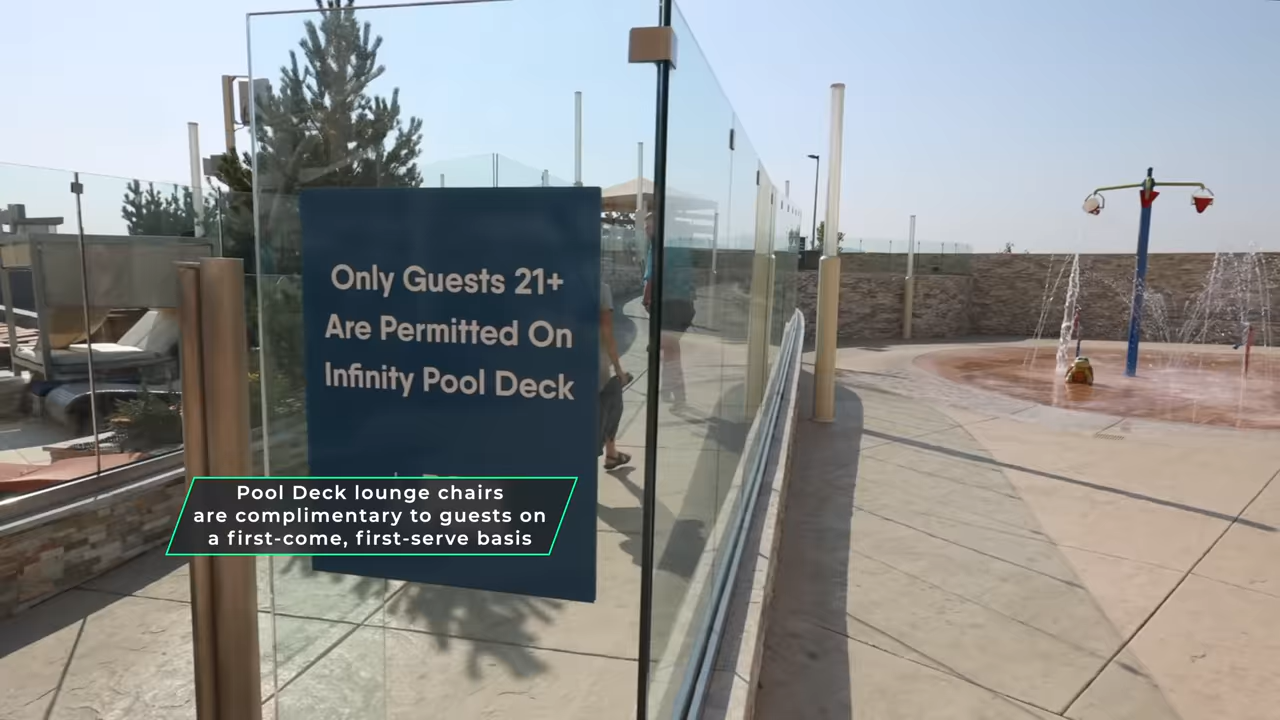 Only Guests 21+
Are Permitted On
Infinity Pool Deck
Pool Deck lounge chairs
are complimentary to guests on
a first-come, first-serve basis